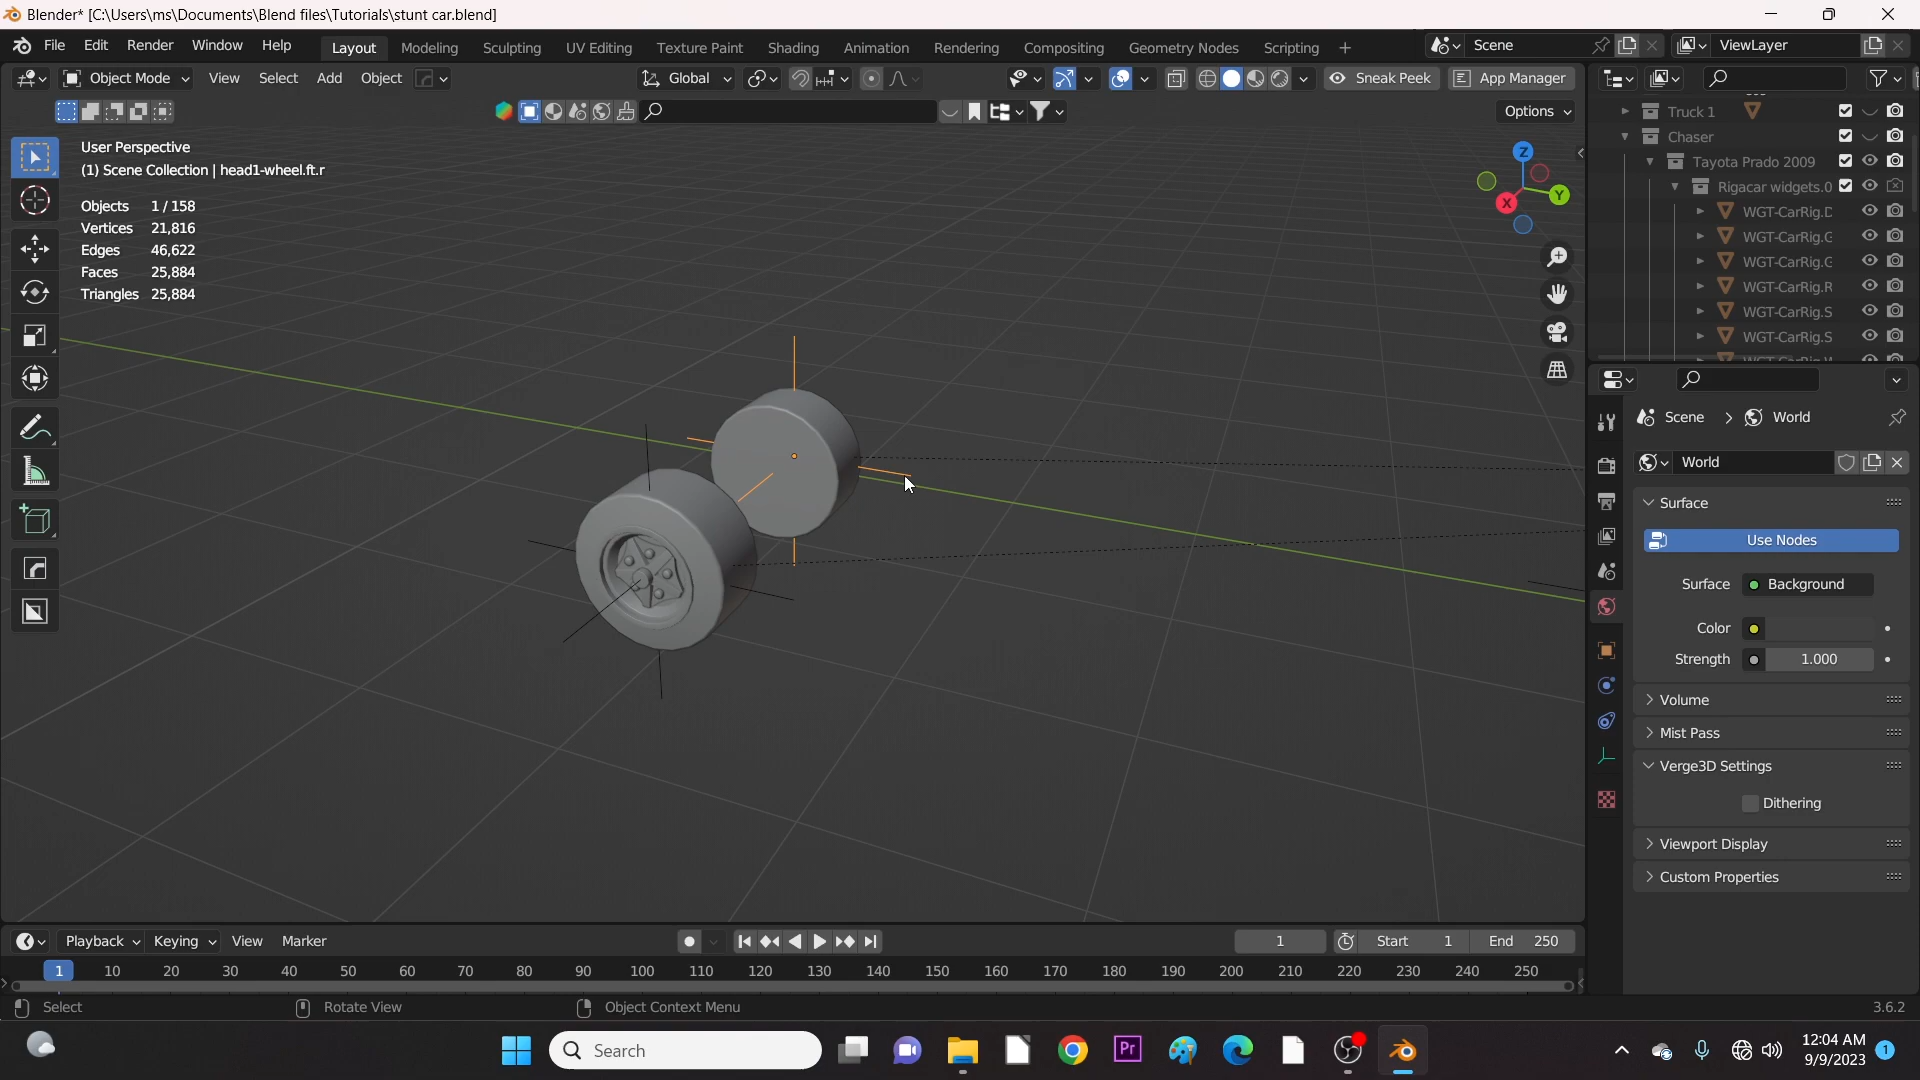 Blender* [C:\Users\ms\Documents\Blend files\Tutorials\stunt car.blend]
File Edit Render Window Help Layout Modeling Sculpting UV Editing Texture Paint Shading Animation Rendering Compositing Geometry Nodes Scripting + Scene ViewLayer
Object Mode View Select Add Object Global Sneak Peek App Manager
Options
User Perspective
(1) Scene Collection | head1-wheel.ft.r
Objects 1 / 158
Vertices 21,816
Edges 46,622
Faces 25,884
Triangles 25,884
Z
Y
X
Truck 1
Chaser
Tayota Prado 2009
Rigacar widgets.0
WGT-CarRig.D
WGT-CarRig.G
WGT-CarRig.G
WGT-CarRig.R
WGT-CarRig.S
WGT-CarRig.S
Scene > World
World
Surface
Use Nodes
Surface Background
Color
Strength 1.000
Volume
Mist Pass
Verge3D Settings
Dithering
Viewport Display
Custom Properties
Playback Keying View Marker 1 Start 1 End 250
1 10 20 30 40 50 60 70 80 90 100 110 120 130 140 150 160 170 180 190 200 210 220 230 240 250
Select Rotate View Object Context Menu 3.6.2
Search Pr 12:04 AM
9/9/2023 1